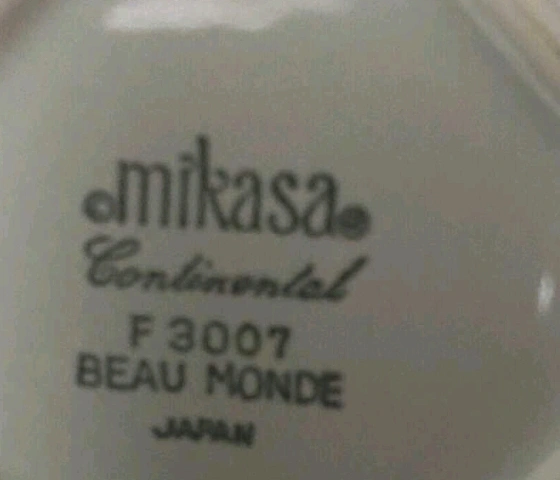 ©mikasa®
Continental
F 3007
BEAU MONDE
JAPAN